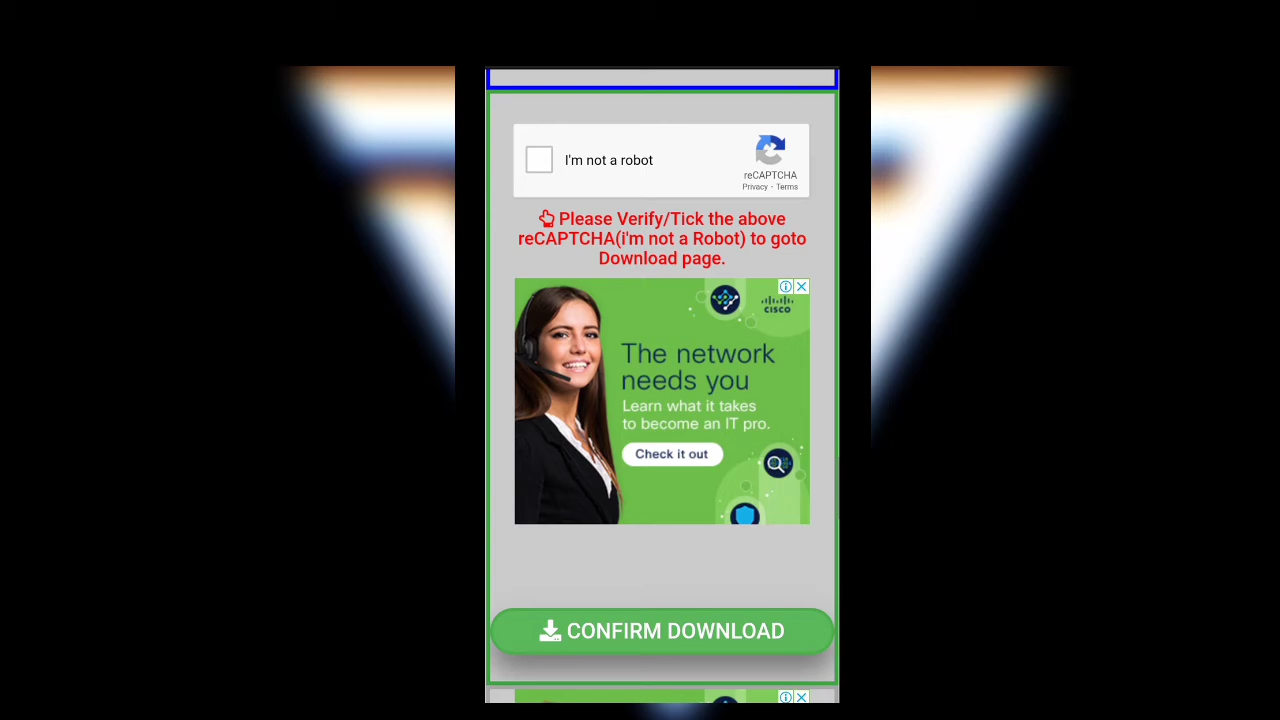 I'm not a robot
reCAPTCHA
Privacy - Terms
Please Verify/Tick the above
reCAPTCHA(i'm not a Robot) to goto
Download page.
CISCO
The network
needs you
Learn what it takes
to become an IT pro.
Check it out
CONFIRM DOWNLOAD